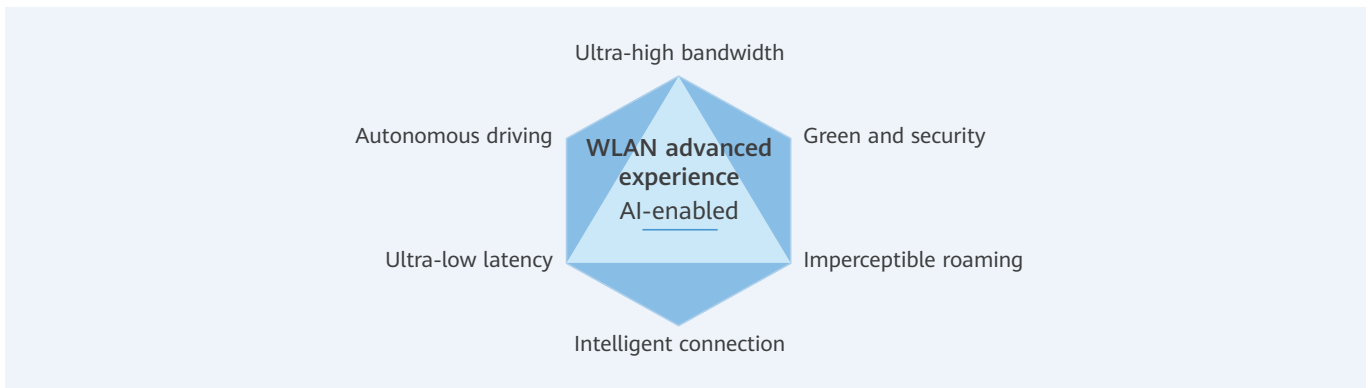 Ultra-high bandwidth
Autonomous driving
Green and security
WLAN advanced
experience
AI-enabled
Ultra-low latency
Imperceptible roaming
Intelligent connection